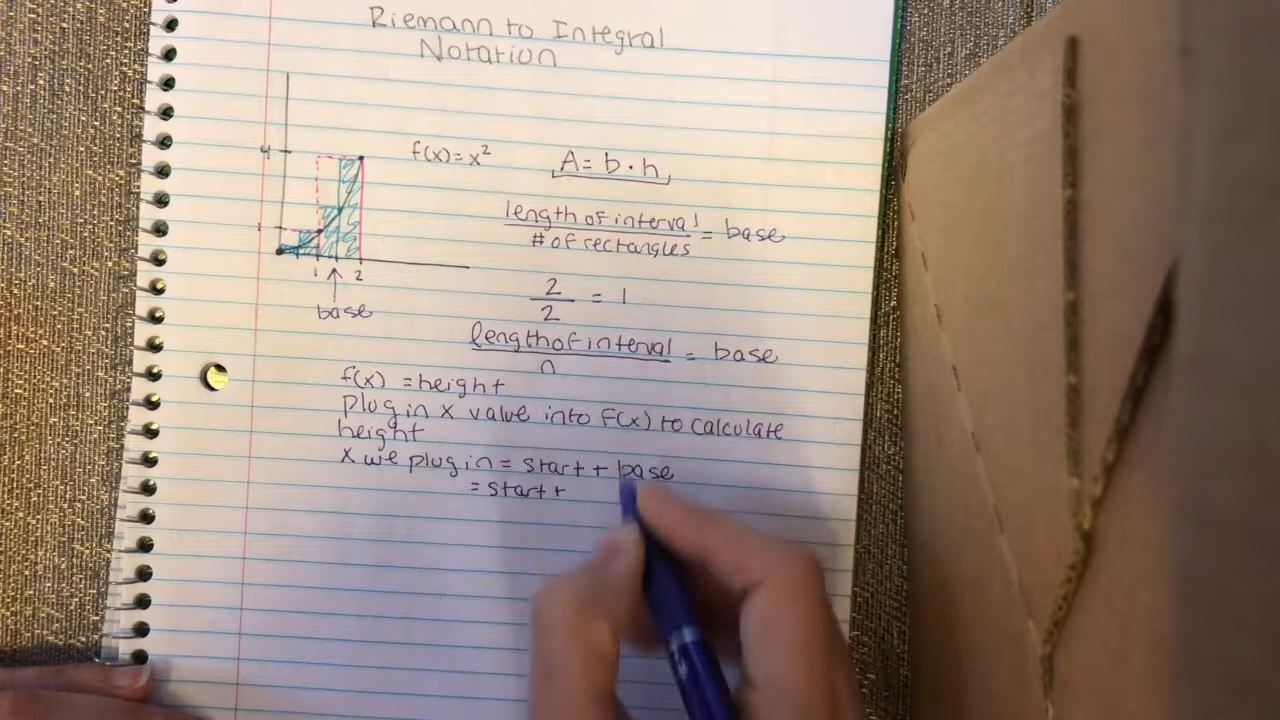 Riemann to Integral
Notation
4
1
1 2
base
f(x)=x²
A = b · h
length of interval
# of rectangles
= base
2
2
= 1
length of interval
n
= base
f(x) = height
plug in x value into f(x) to calculate
height
x we plug in = start + base
= start +